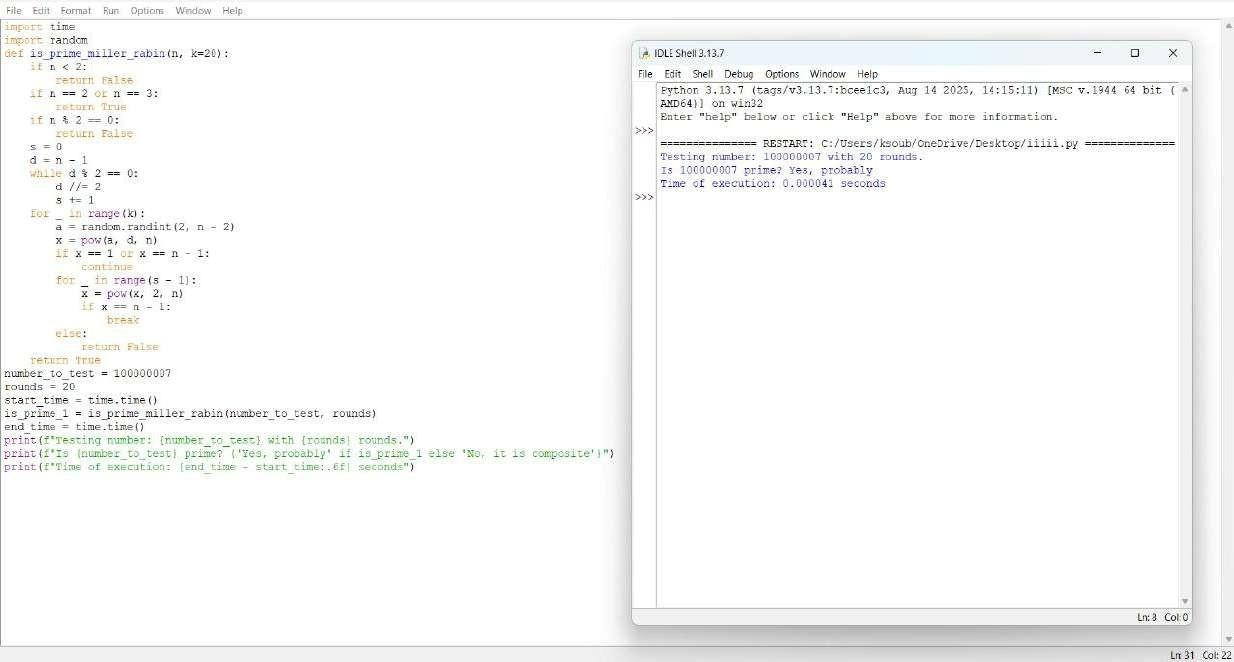 File Edit Format Run Options Window Help
import time
import random
def is_prime_miller_rabin(n, k=20):
    if n < 2:
        return False
    if n == 2 or n == 3:
        return True
    if n % 2 == 0:
        return False
    s = 0
    d = n - 1
    while d % 2 == 0:
        d //= 2
        s += 1
    for _ in range(k):
        a = random.randint(2, n - 2)
        x = pow(a, d, n)
        if x == 1 or x == n - 1:
            continue
        for _ in range(s - 1):
            x = pow(x, 2, n)
            if x == n - 1:
                break
        else:
            return False
    return True
number_to_test = 100000007
rounds = 20
start_time = time.time()
is_prime_1 = is_prime_miller_rabin(number_to_test, rounds)
end_time = time.time()
print(f"Testing number: {number_to_test} with {rounds} rounds.")
print(f"Is {number_to_test} prime? {'Yes, probably' if is_prime_1 else 'No, it is composite'}")
print(f"Time of execution: {end_time - start_time:.6f} seconds")
Ln: 31 Col: 22
IDLE Shell 3.13.7
File Edit Shell Debug Options Window Help
Python 3.13.7 (tags/v3.13.7:bcee1c3, Aug 14 2025, 14:15:11) [MSC v.1944 64 bit (
AMD64)] on win32
Enter "help" below or click "Help" above for more information.
>>>
=============== RESTART: C:/Users/ksoub/OneDrive/Desktop/iiiii.py ==============
Testing number: 100000007 with 20 rounds.
Is 100000007 prime? Yes, probably
Time of execution: 0.000041 seconds
>>>
Ln: 8 Col: 0